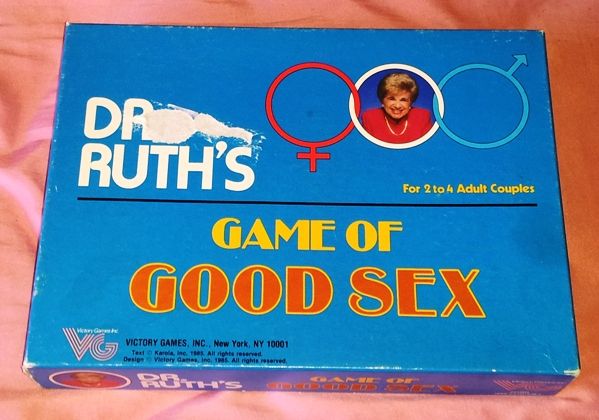 DR
RUTH'S
For 2 to 4 Adult Couples
GAME OF
GOOD SEX
Victory Games Inc.
VG
VICTORY GAMES, INC., New York, NY 10001
Text © Karola, Inc. 1985. All rights reserved.
Design © Victory Games, Inc. 1985. All rights reserved.
DR.
RUTH'S
GAME OF
GOOD SEX
VG